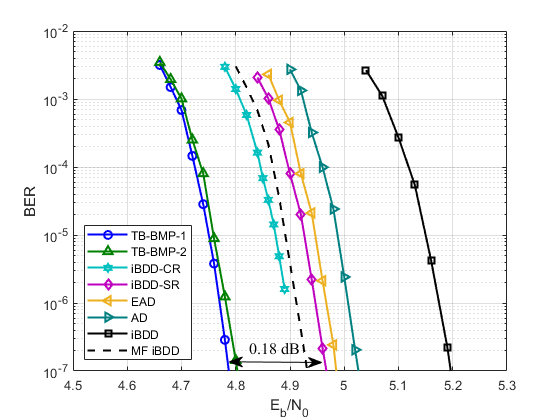 10^-2
10^-3
10^-4
10^-5
10^-6
10^-7
BER
TB-BMP-1
TB-BMP-2
iBDD-CR
iBDD-SR
EAD
AD
iBDD
MF iBDD
0.18 dB
4.5 4.6 4.7 4.8 4.9 5 5.1 5.2 5.3
E_b/N_0